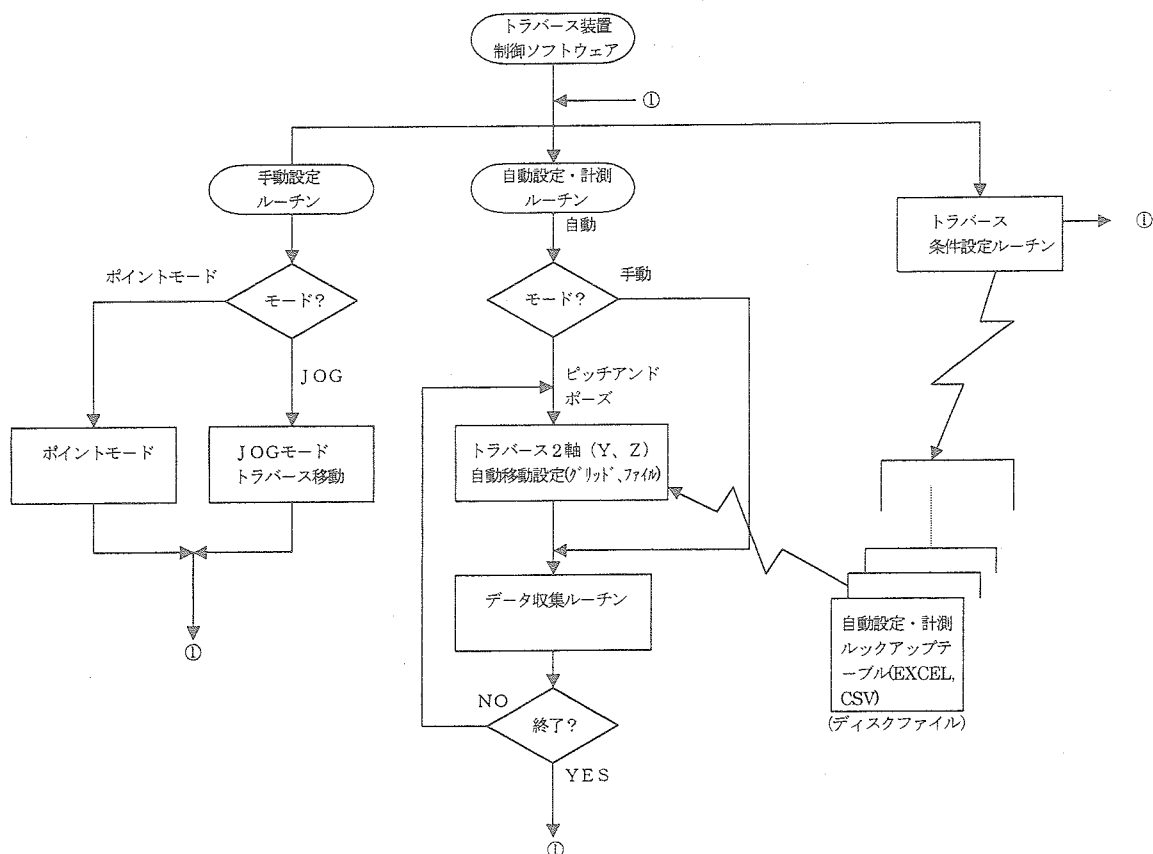 トラバース装置
制御ソフトウェア
①
手動設定
ルーチン
自動設定・計測
ルーチン
自動
トラバース
条件設定ルーチン
①
ポイントモード
モード?
手動
モード?
JOG
ピッチアンド
ポーズ
ポイントモード
JOGモード
トラバース移動
トラバース2軸(Y、Z)
自動移動設定(グリッド、ファイル)
データ収集ルーチン
自動設定・計測
ルックアップテ
ーブル(EXCEL,
CSV)
(ディスクファイル)
①
NO
終了?
YES
①